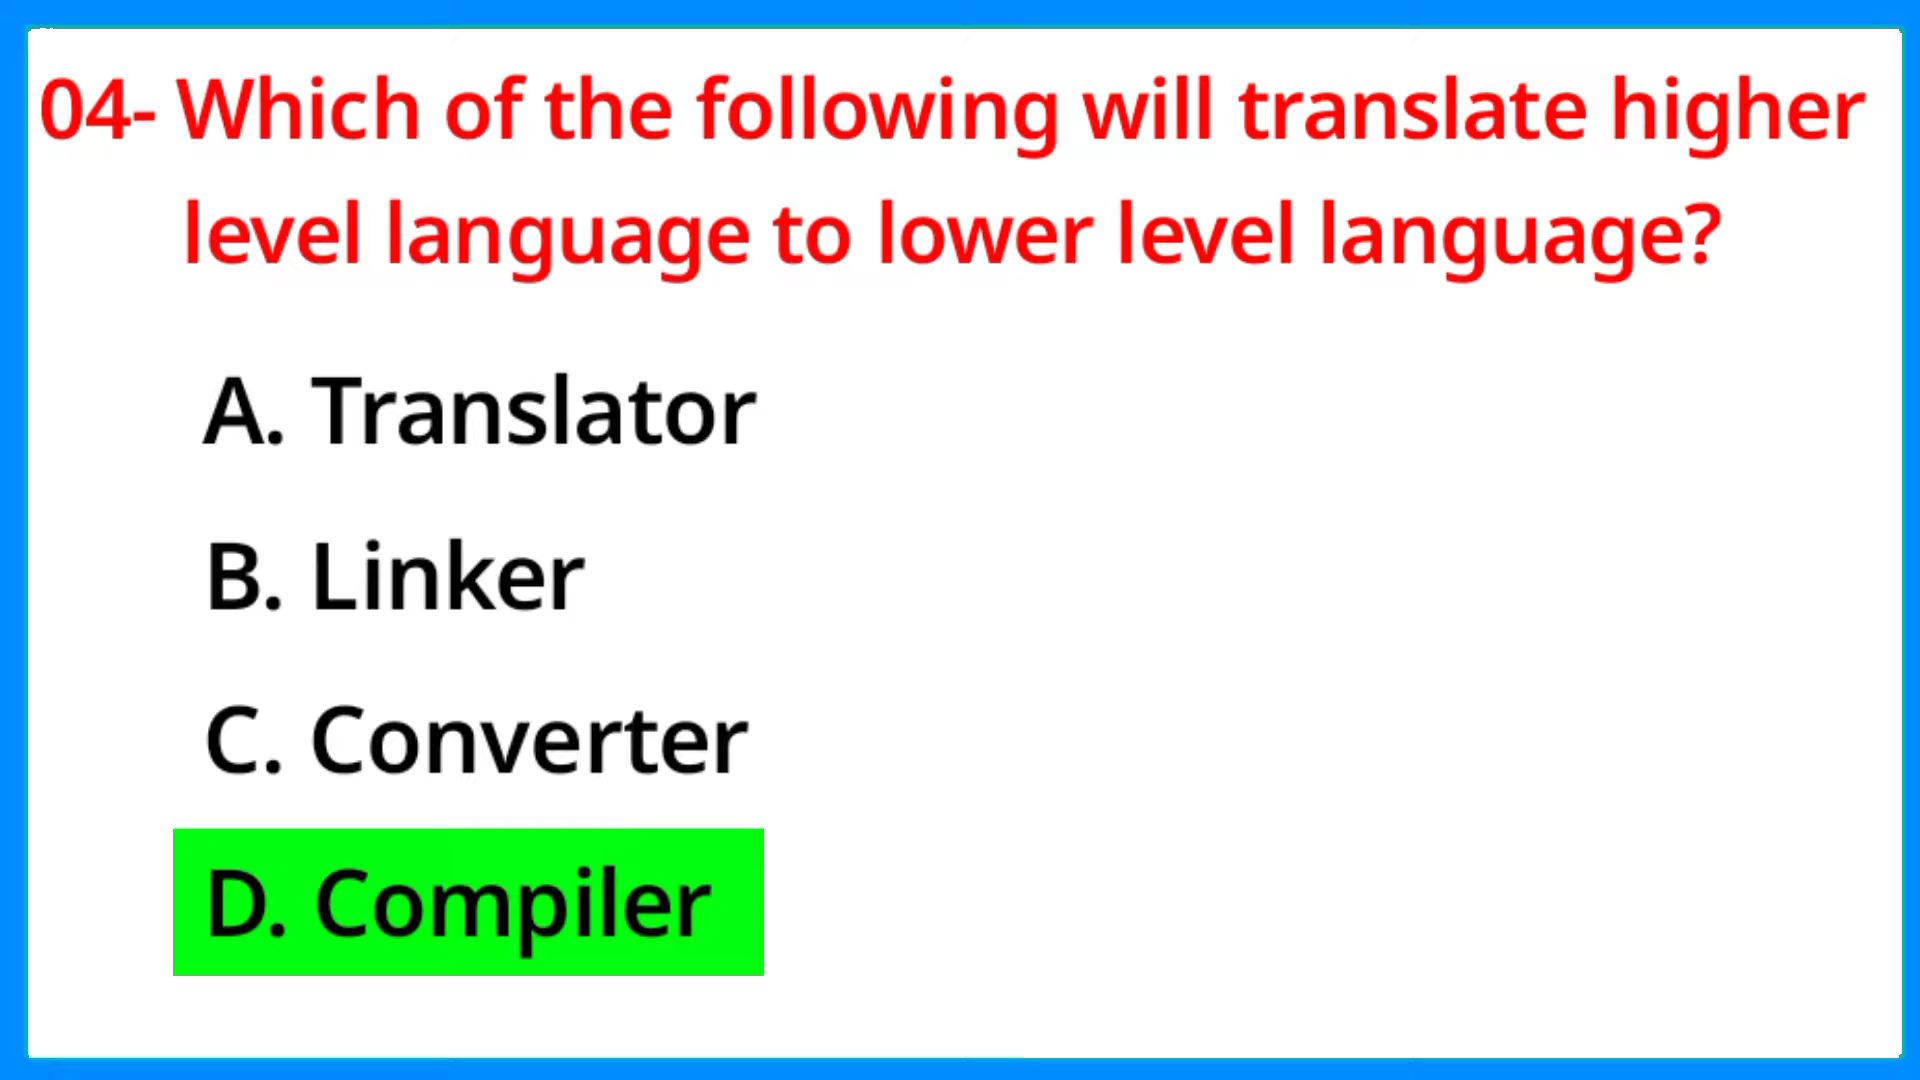 04- Which of the following will translate higher
level language to lower level language?
A. Translator
B. Linker
C. Converter
D. Compiler